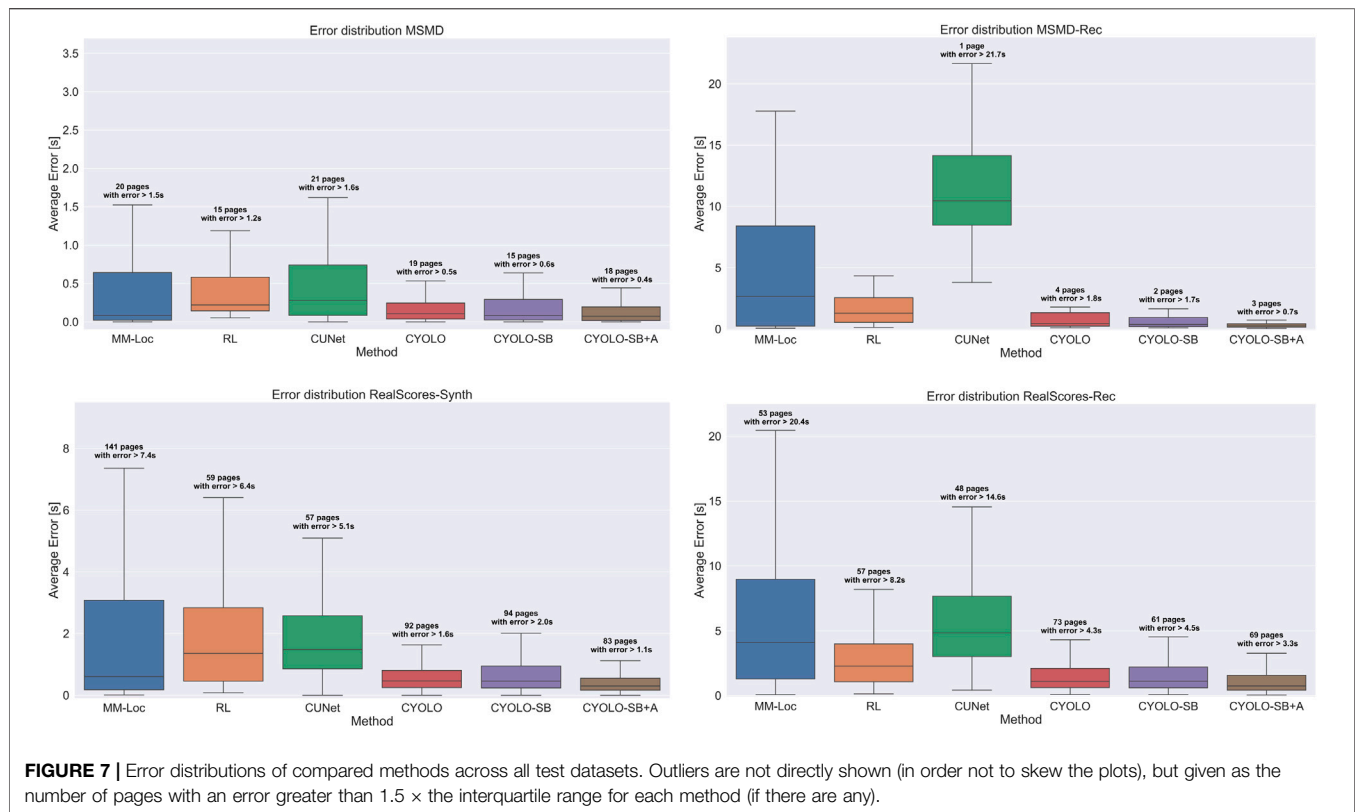 Error distribution MSMD
3.5
3.0
2.5
2.0
1.5
1.0
0.5
0.0
Average Error [s]
20 pages
with error > 1.5s
15 pages
with error > 1.2s
21 pages
with error > 1.6s
19 pages
with error > 0.5s
15 pages
with error > 0.6s
18 pages
with error > 0.4s
MM-Loc
RL
CUNet
CYOLO
CYOLO-SB
CYOLO-SB+A
Method
Error distribution MSMD-Rec
20
15
10
5
0
Average Error [s]
1 page
with error > 21.7s
4 pages
with error > 1.8s
2 pages
with error > 1.7s
3 pages
with error > 0.7s
MM-Loc
RL
CUNet
CYOLO
CYOLO-SB
CYOLO-SB+A
Method
Error distribution RealScores-Synth
8
6
4
2
0
Average Error [s]
141 pages
with error > 7.4s
59 pages
with error > 6.4s
57 pages
with error > 5.1s
92 pages
with error > 1.6s
94 pages
with error > 2.0s
83 pages
with error > 1.1s
MM-Loc
RL
CUNet
CYOLO
CYOLO-SB
CYOLO-SB+A
Method
Error distribution RealScores-Rec
20
15
10
5
0
Average Error [s]
53 pages
with error > 20.4s
57 pages
with error > 8.2s
48 pages
with error > 14.6s
73 pages
with error > 4.3s
61 pages
with error > 4.5s
69 pages
with error > 3.3s
MM-Loc
RL
CUNet
CYOLO
CYOLO-SB
CYOLO-SB+A
Method
FIGURE 7 | Error distributions of compared methods across all test datasets. Outliers are not directly shown (in order not to skew the plots), but given as the
number of pages with an error greater than 1.5 × the interquartile range for each method (if there are any).